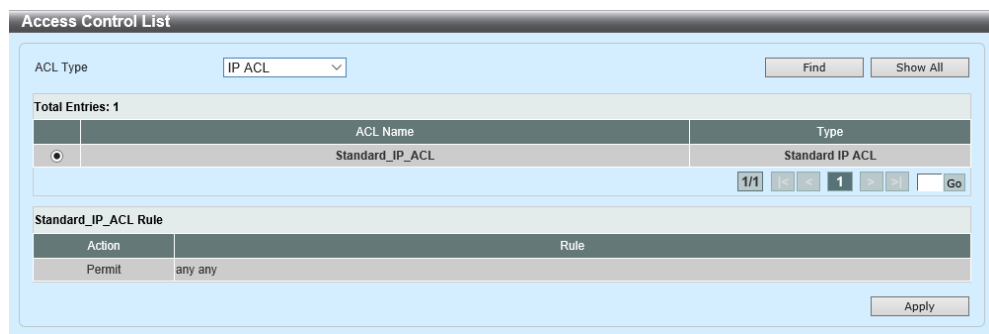 Access Control List
ACL Type IP ACL Find Show All
Total Entries: 1
ACL Name Type
Standard_IP_ACL Standard IP ACL
1/1 |< < 1 > >| Go
Standard_IP_ACL Rule
Action Rule
Permit any any
Apply